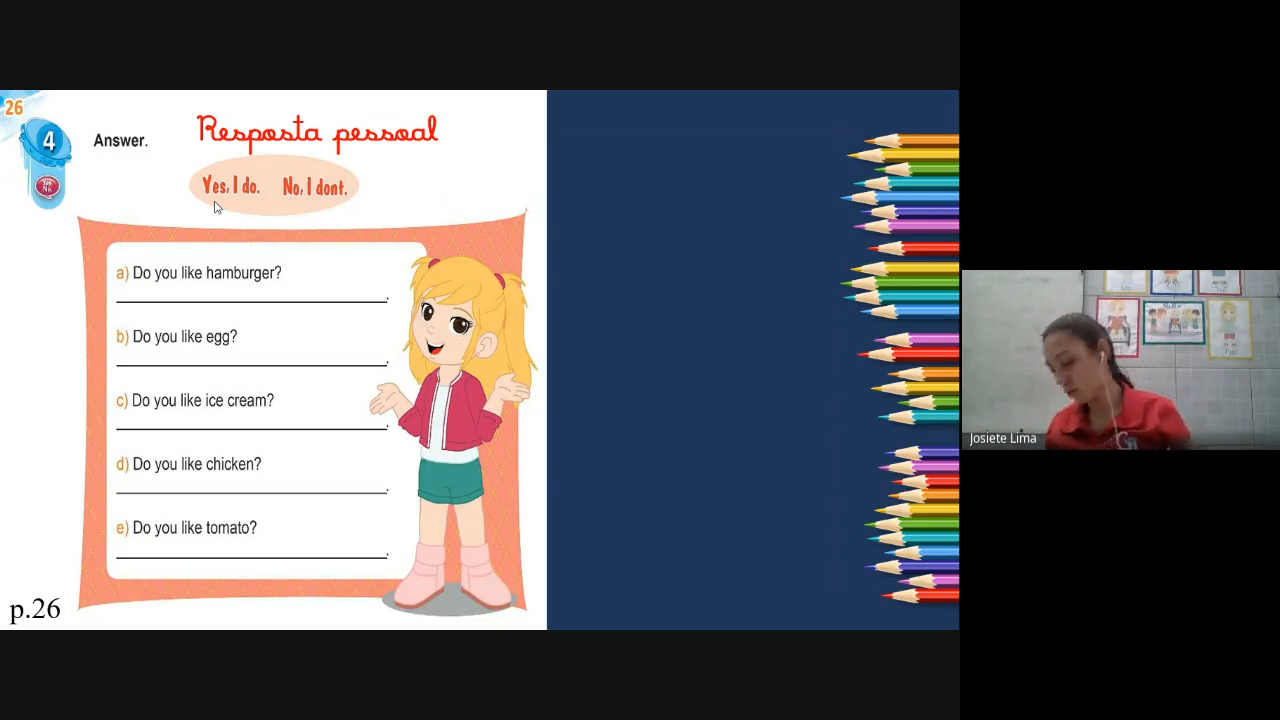 26
4
Answer.
Resposta pessoal
Yes, I do. No, I dont.
a) Do you like hamburger?
b) Do you like egg?
c) Do you like ice cream?
d) Do you like chicken?
e) Do you like tomato?
p.26
Josiete Lima